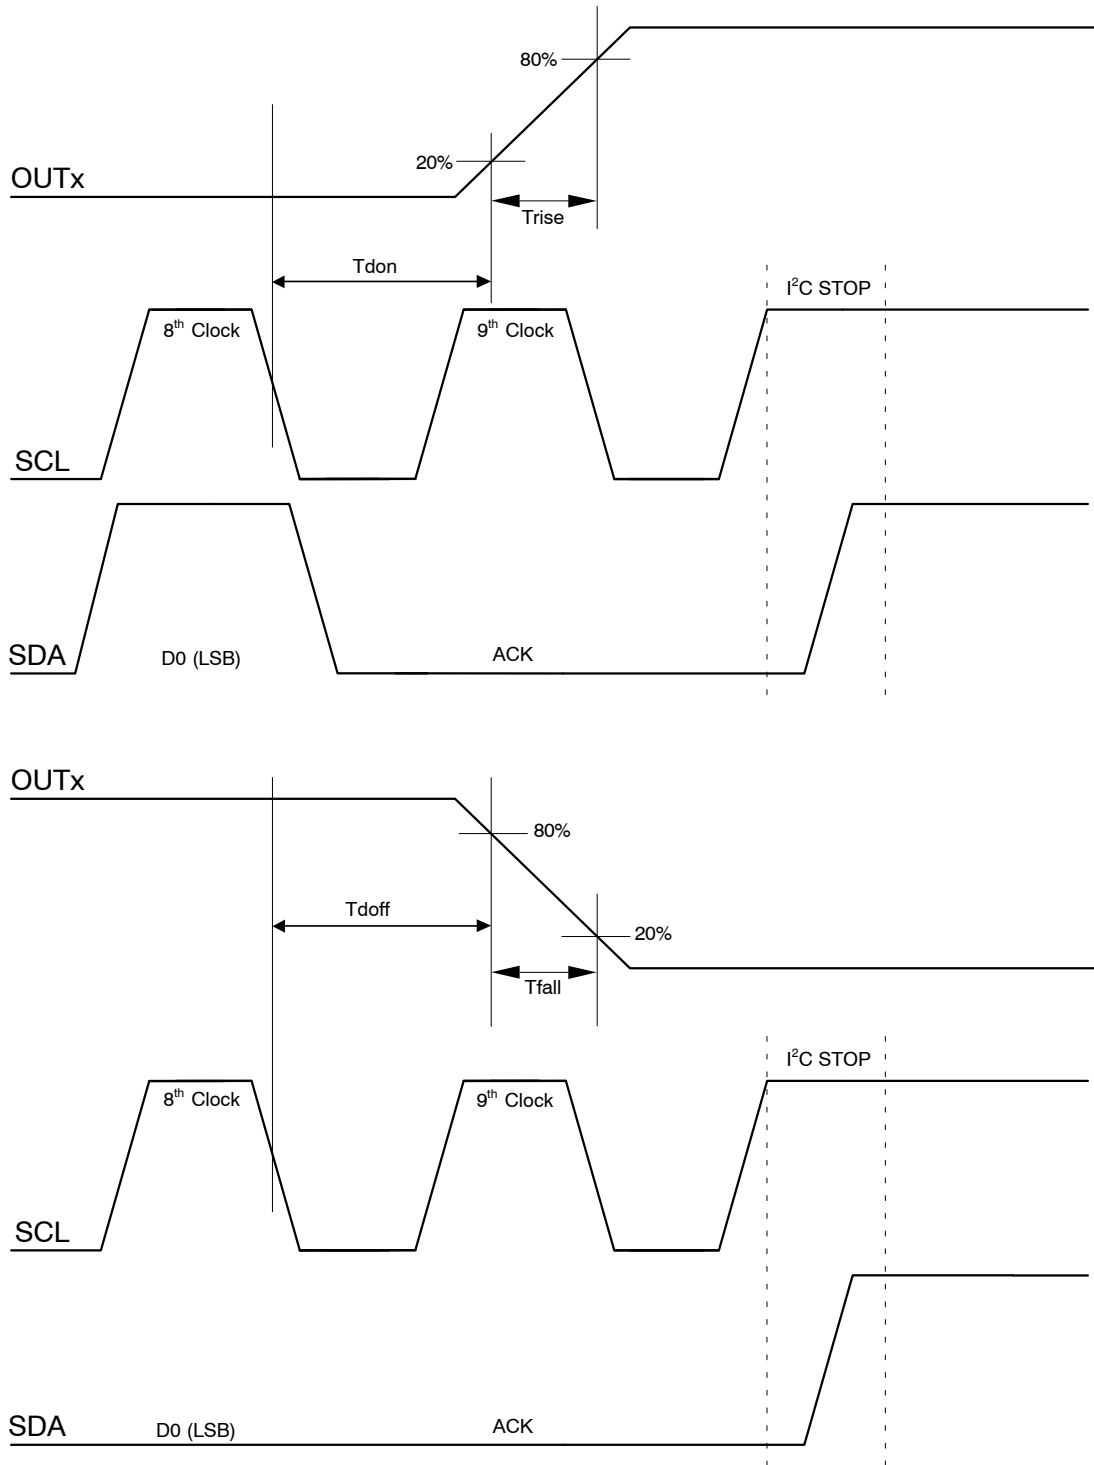 80%
20%
OUTx
Trise
Tdon
I²C STOP
8th Clock
9th Clock
SCL
SDA
D0 (LSB)
ACK
OUTx
80%
Tdoff
20%
Tfall
I²C STOP
8th Clock
9th Clock
SCL
SDA
D0 (LSB)
ACK